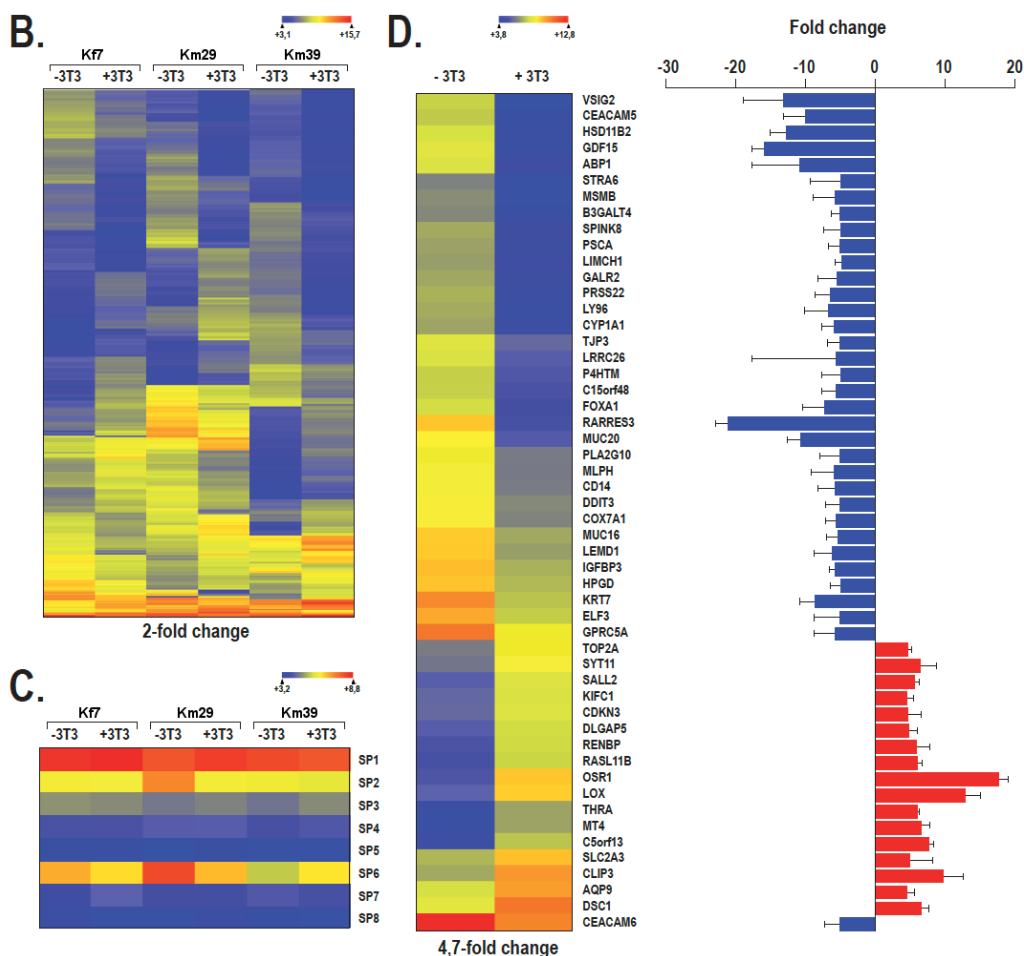 B.
+3,1
+15,7
Kf7
Km29
Km39
-3T3 +3T3 -3T3 +3T3 -3T3 +3T3
2-fold change
C.
+3,2
+8,8
Kf7
Km29
Km39
-3T3 +3T3 -3T3 +3T3 -3T3 +3T3
SP1
SP2
SP3
SP4
SP5
SP6
SP7
SP8
D.
+3,8
+12,8
- 3T3 + 3T3
Fold change
-30 -20 -10 0 10 20
VSIG2
CEACAM5
HSD11B2
GDF15
ABP1
STRA6
MSMB
B3GALT4
SPINK8
PSCA
LIMCH1
GALR2
PRSS22
LY96
CYP1A1
TJP3
LRRC26
P4HTM
C15orf48
FOXA1
RARRES3
MUC20
PLA2G10
MLPH
CD14
DDIT3
COX7A1
MUC16
LEMD1
IGFBP3
HPGD
KRT7
ELF3
GPRC5A
TOP2A
SYT11
SALL2
KIFC1
CDKN3
DLGAP5
RENBP
RASL11B
OSR1
LOX
THRA
MT4
C5orf13
SLC2A3
CLIP3
AQP9
DSC1
CEACAM6
4,7-fold change